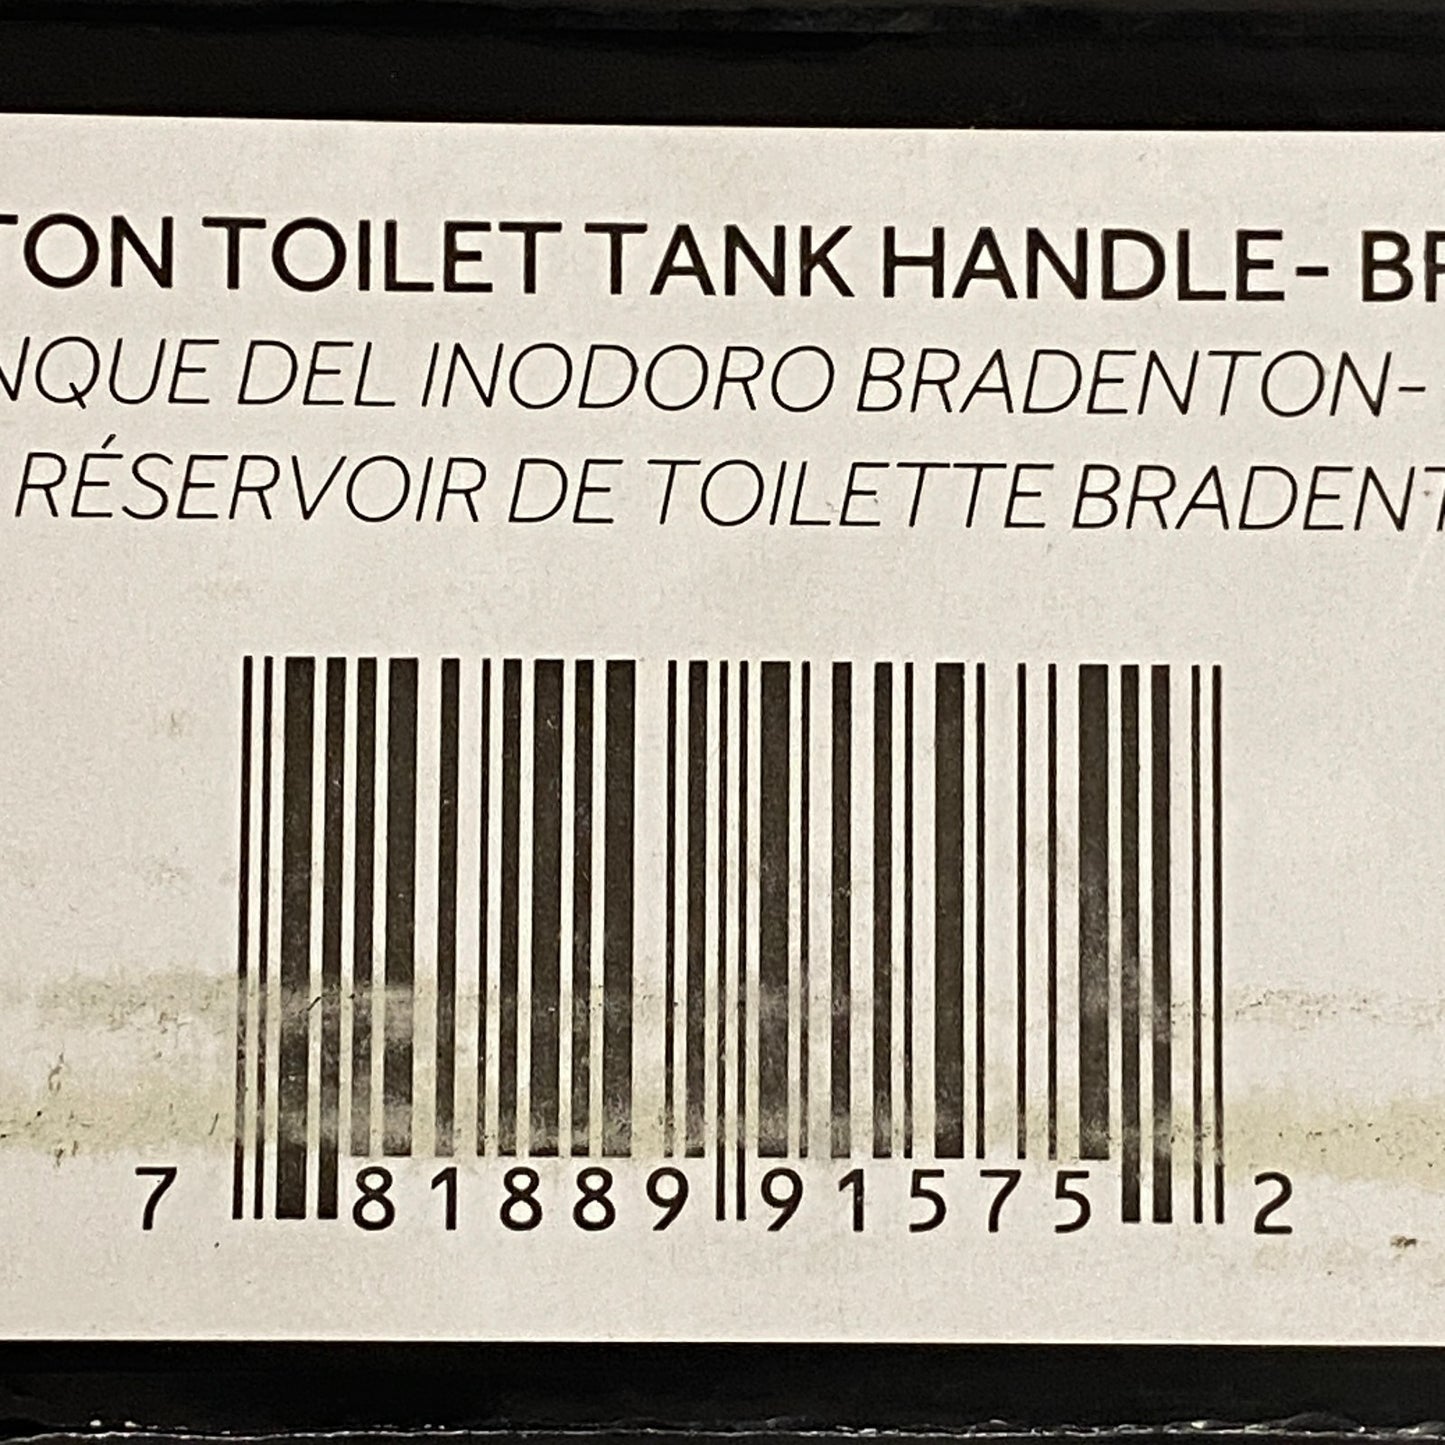 TON TOILET TANK HANDLE- BR
NQUE DEL INODORO BRADENTON-
RÉSERVOIR DE TOILETTE BRADENT
7 81889 91575 2